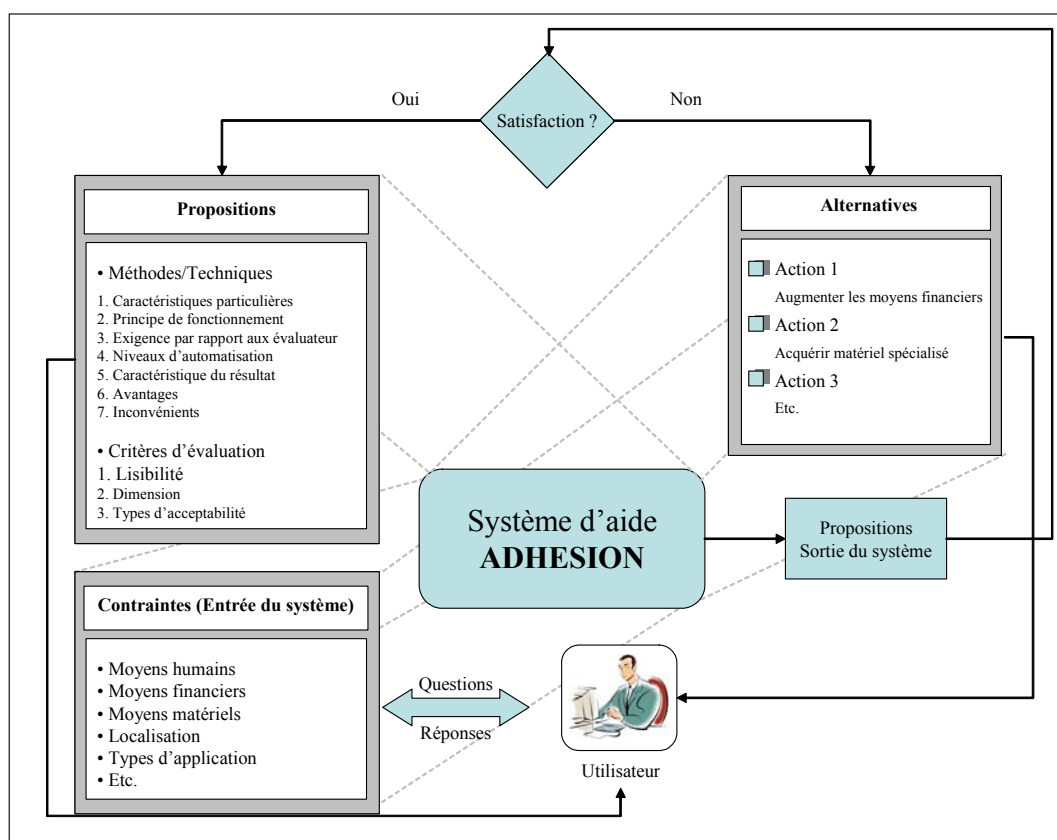 Oui
Satisfaction ?
Non
Propositions
• Méthodes/Techniques
1. Caractéristiques particulières
2. Principe de fonctionnement
3. Exigence par rapport aux évaluateur
4. Niveaux d’automatisation
5. Caractéristique du résultat
6. Avantages
7. Inconvénients
• Critères d’évaluation
1. Lisibilité
2. Dimension
3. Types d’acceptabilité
Alternatives
Action 1
Augmenter les moyens financiers
Action 2
Acquérir matériel spécialisé
Action 3
Etc.
Système d’aide
ADHESION
Propositions
Sortie du système
Contraintes (Entrée du système)
• Moyens humains
• Moyens financiers
• Moyens matériels
• Localisation
• Types d’application
• Etc.
Questions
Réponses
Utilisateur